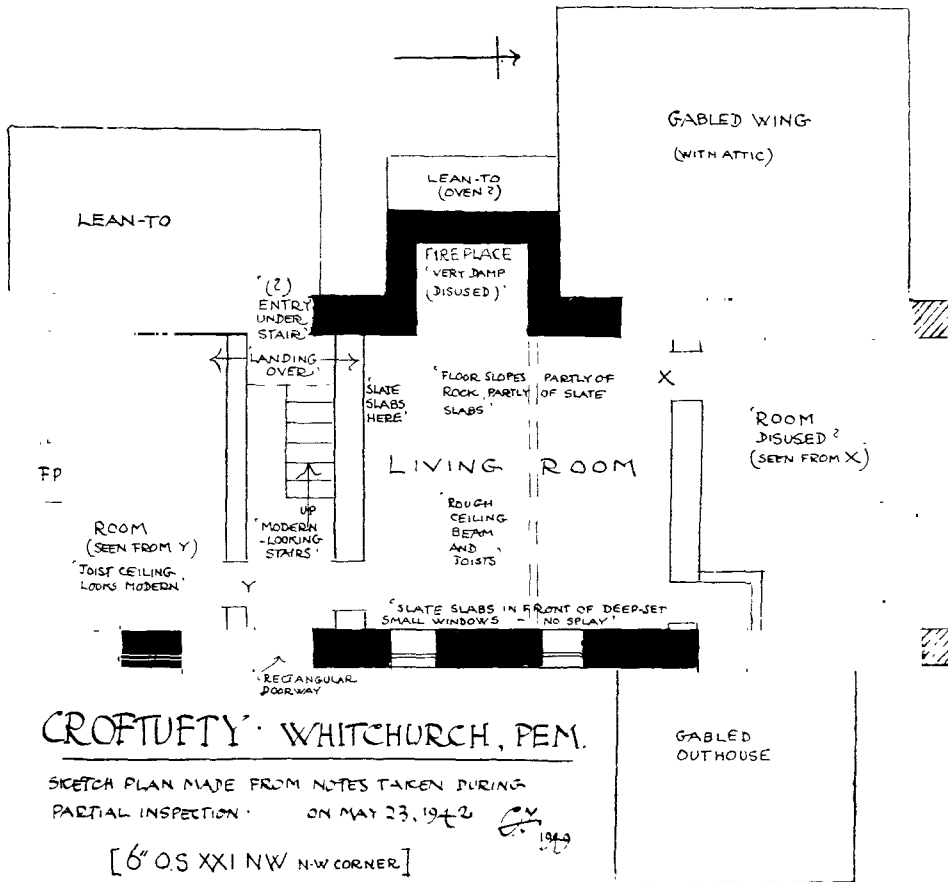 GABLED WING
(WITH ATTIC)
LEAN-TO
(OVEN ?)
LEAN-TO
FIREPLACE
'VERY DAMP
(DISUSED)'
'(?)
ENTRY
UNDER
STAIR'
'LANDING
OVER'
'SLATE
SLABS
HERE'
'FLOOR SLOPES PARTLY OF
ROCK, PARTLY OF SLATE
SLABS'
X
'ROOM
DISUSED ?
(SEEN FROM X)
LIVING ROOM
FP
UP
'ROUGH
CEILING
BEAM
AND
JOISTS'
'MODERN
-LOOKING
STAIRS'
ROOM
(SEEN FROM Y)
'JOIST CEILING
LOOKS MODERN'
Y
'SLATE SLABS IN FRONT OF DEEP-SET
SMALL WINDOWS - NO SPLAY'
'RECTANGULAR
DOORWAY
GABLED
OUTHOUSE
CROFTUFTY · WHITCHURCH, PEM.
SKETCH PLAN MADE FROM NOTES TAKEN DURING
PARTIAL INSPECTION · ON MAY 23, 1942
1949
[6" O.S XXI NW N-W CORNER]